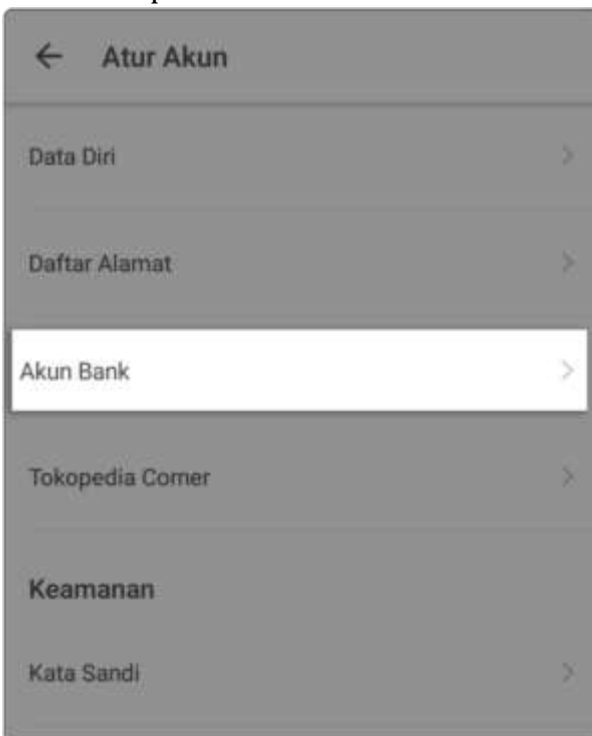 Atur Akun
Data Diri
Daftar Alamat
Akun Bank
Tokopedia Corner
Keamanan
Kata Sandi